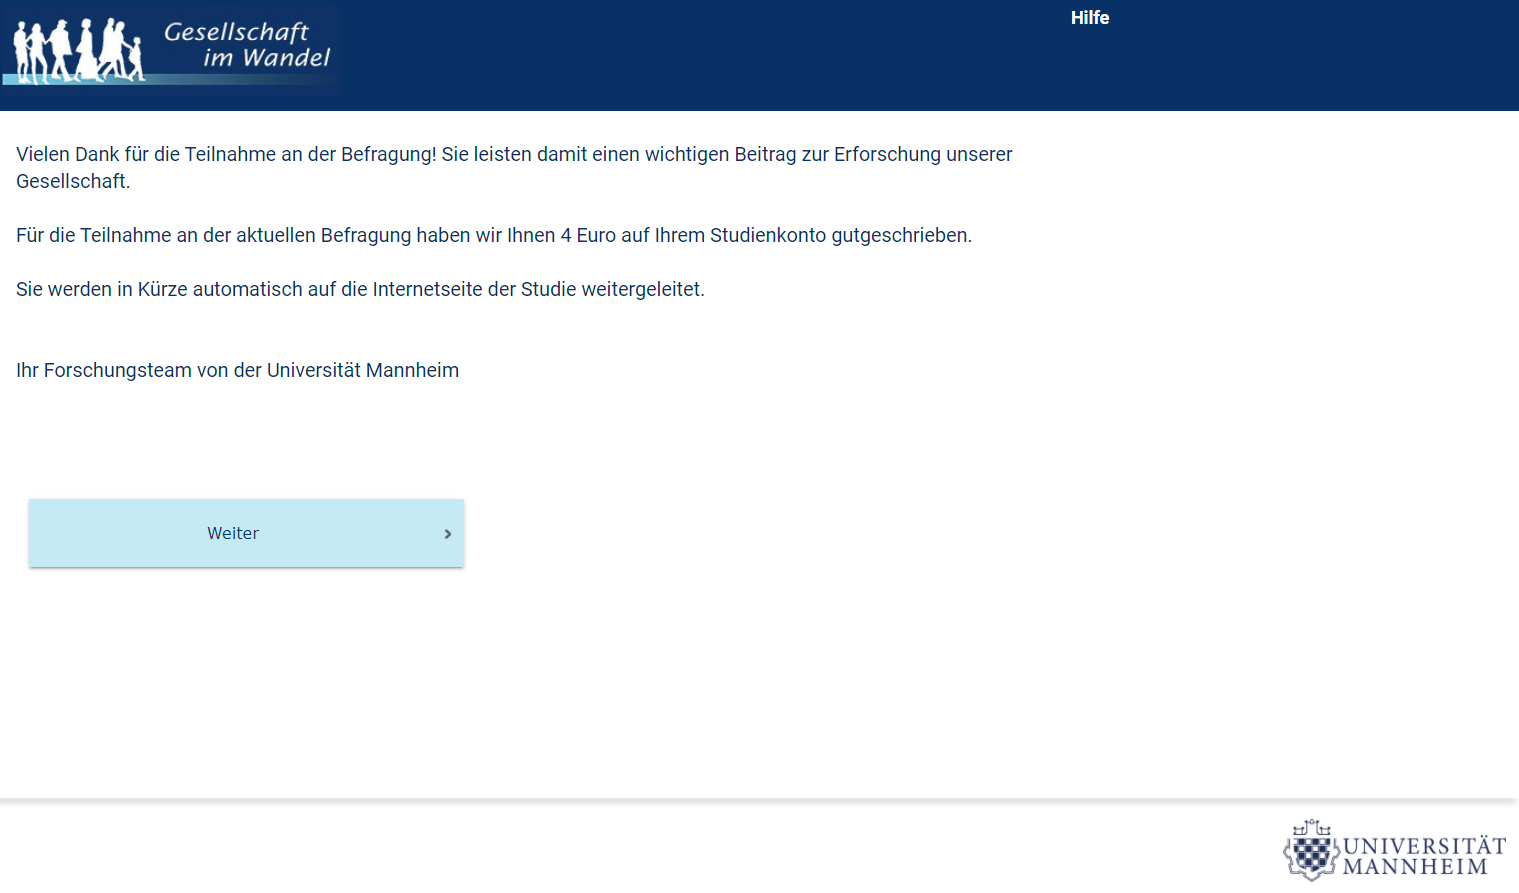 Gesellschaft
im Wandel
Hilfe
Vielen Dank für die Teilnahme an der Befragung! Sie leisten damit einen wichtigen Beitrag zur Erforschung unserer
Gesellschaft.
Für die Teilnahme an der aktuellen Befragung haben wir Ihnen 4 Euro auf Ihrem Studienkonto gutgeschrieben.
Sie werden in Kürze automatisch auf die Internetseite der Studie weitergeleitet.
Ihr Forschungsteam von der Universität Mannheim
Weiter
UNIVERSITÄT
MANNHEIM